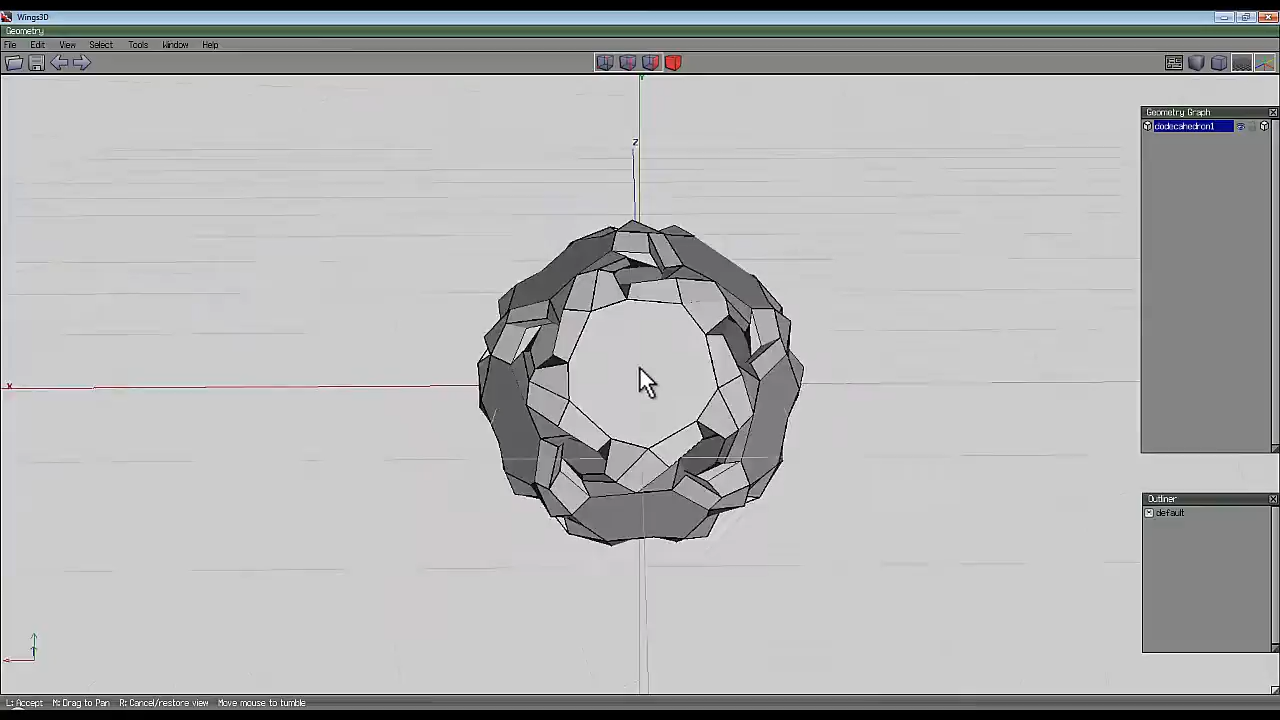 Wings3D
Geometry
File Edit View Select Tools Window Help
Geometry Graph
dodecahedron1
Z
Y
X
Outliner
default
L:Accept M:Drag to Pan R:Cancel/restore view Move mouse to tumble